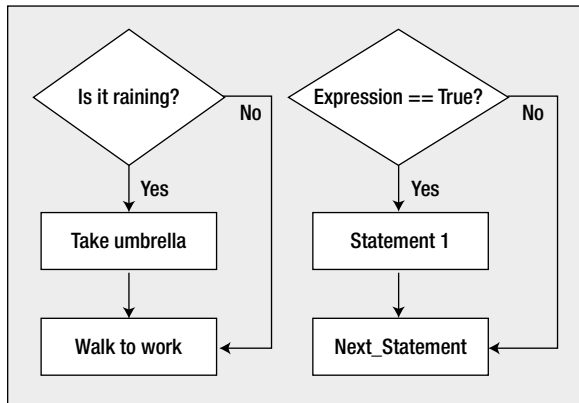 Is it raining?
No
Yes
Take umbrella
Walk to work
Expression == True?
No
Yes
Statement 1
Next_Statement